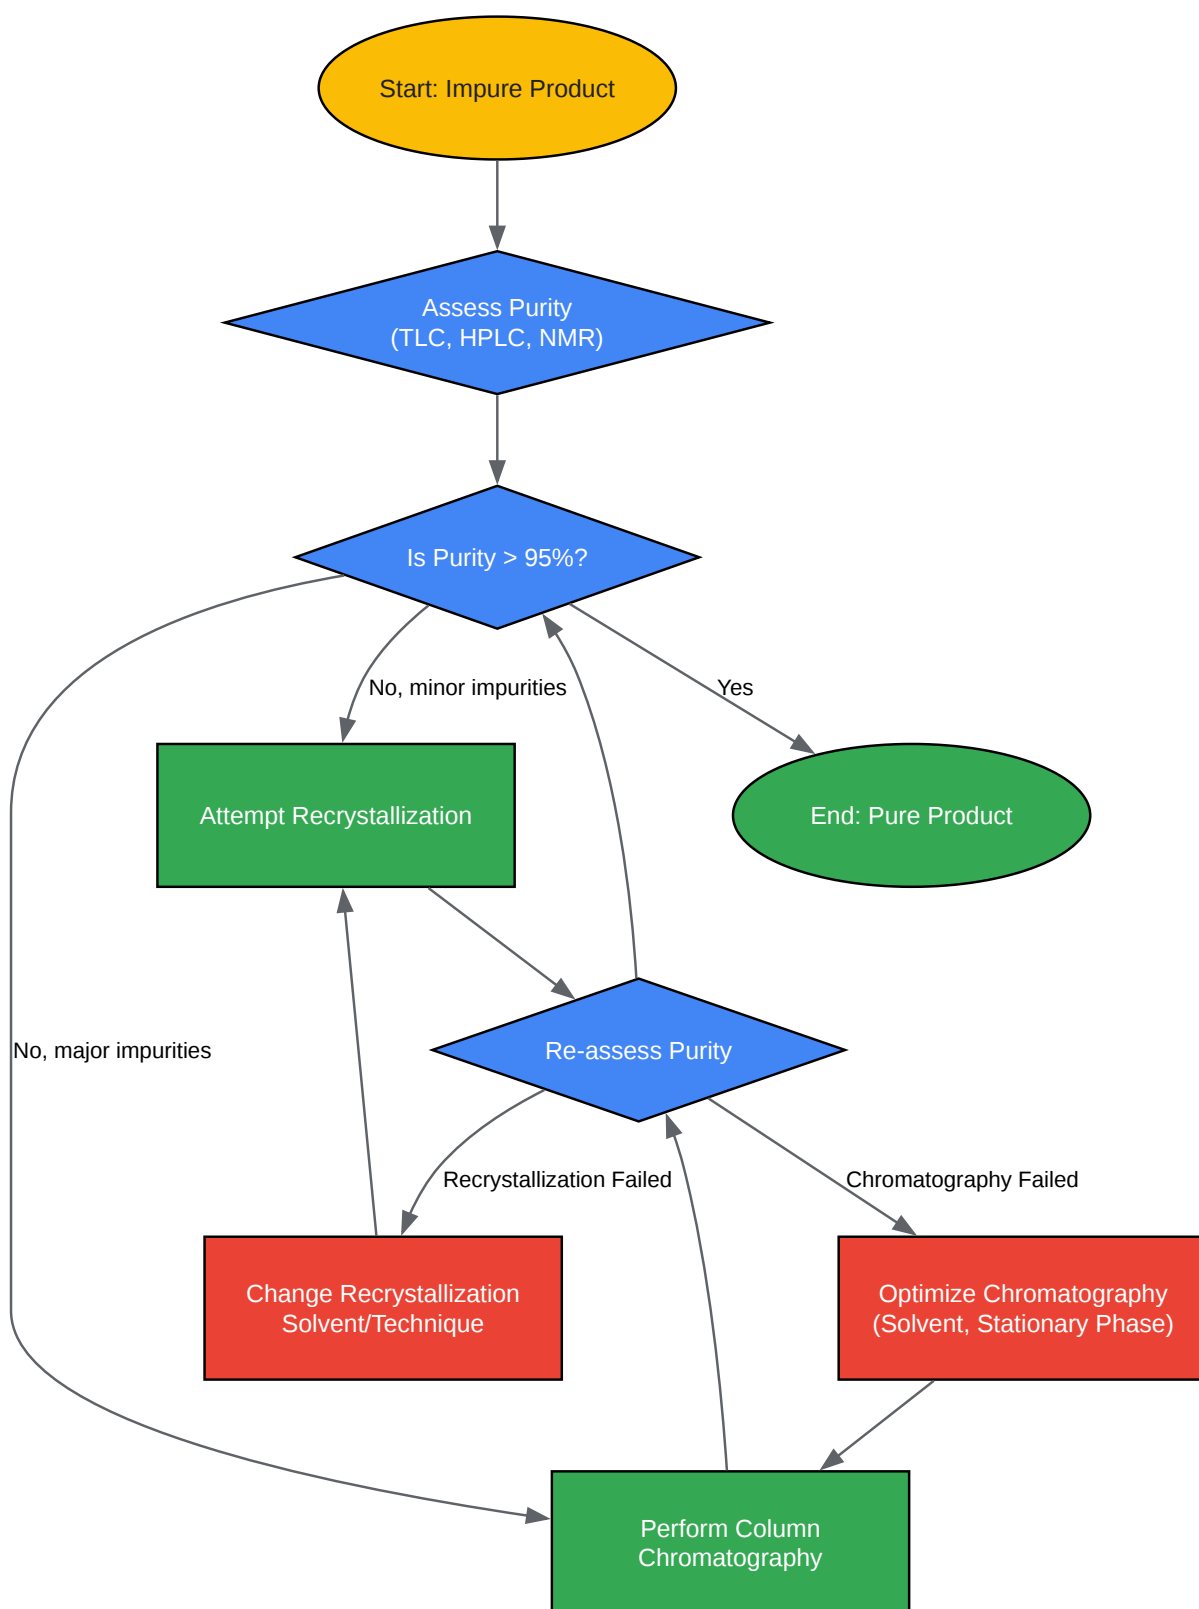 Start: Impure Product
Assess Purity
(TLC, HPLC, NMR)
Is Purity > 95%?
No, minor impurities
Yes
Attempt Recrystallization
End: Pure Product
No, major impurities
Re-assess Purity
Recrystallization Failed
Chromatography Failed
Change Recrystallization
Solvent/Technique
Optimize Chromatography
(Solvent, Stationary Phase)
Perform Column
Chromatography